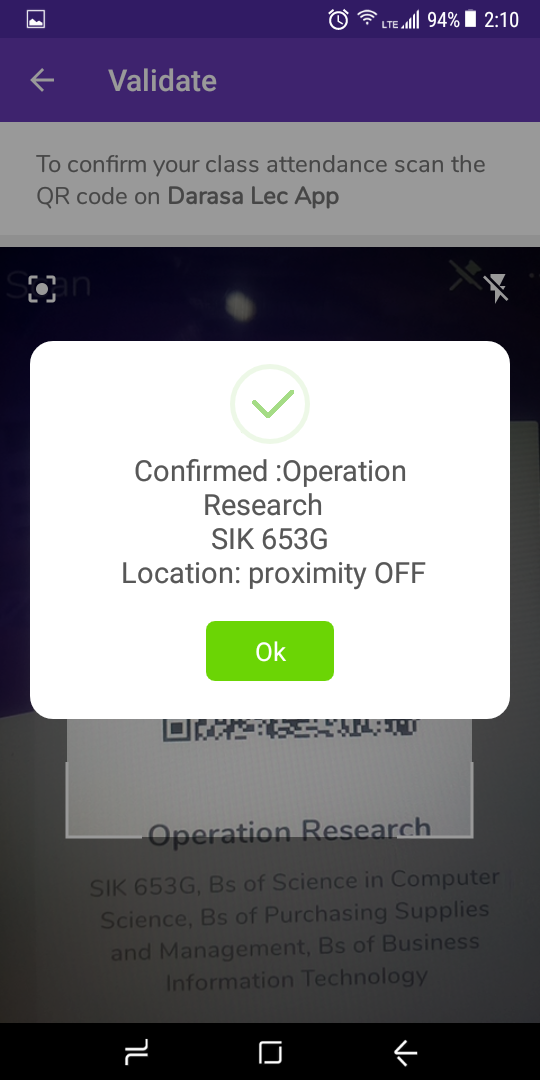 LTE 94% 2:10
Validate
To confirm your class attendance scan the
QR code on Darasa Lec App
Scan
Confirmed :Operation
Research
SIK 653G
Location: proximity OFF
Ok
Operation Research
SIK 653G, Bs of Science in Computer
Science, Bs of Purchasing Supplies
and Management, Bs of Business
Information Technology